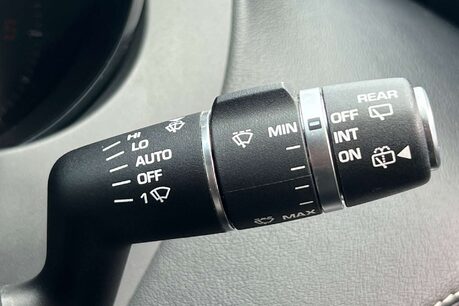 HI
LO
AUTO
OFF
1
MIN
MAX
REAR
OFF
INT
ON